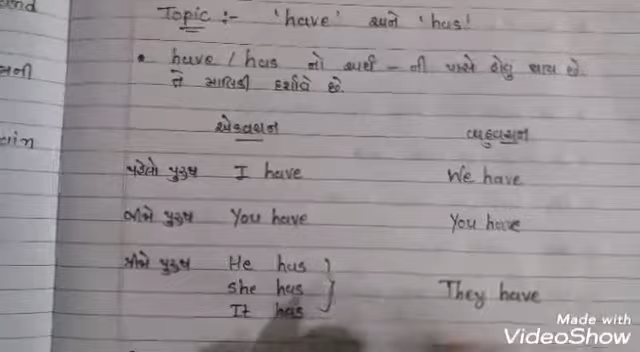 Topic :- 'have' અને 'has'
• have / has નો અર્થ - ની પાસે હોવુ થાય છે.
તે માલિકી દર્શાવે છે.
એકવચન બહુવચન
પહેલો પુરુષ I have We have
બીજો પુરુષ You have You have
ત્રીજો પુરુષ He has
She has They have
It has
Made with
VideoShow